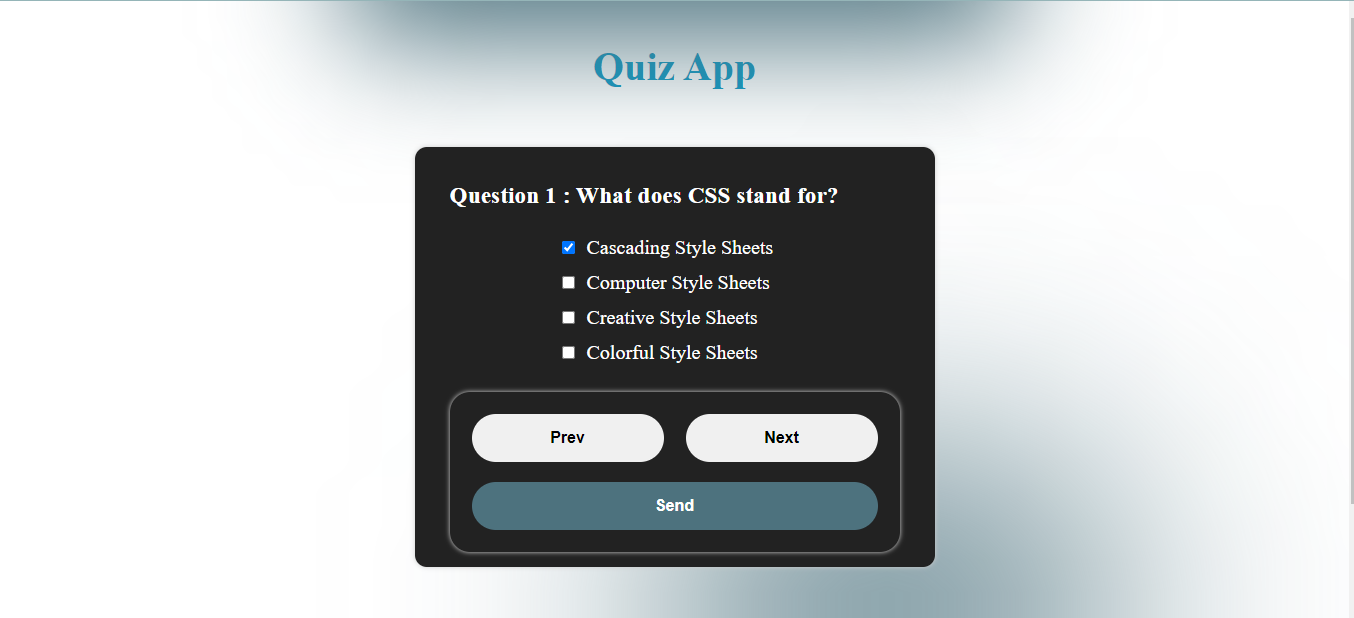 Quiz App
Question 1 : What does CSS stand for?
Cascading Style Sheets
Computer Style Sheets
Creative Style Sheets
Colorful Style Sheets
Prev Next
Send